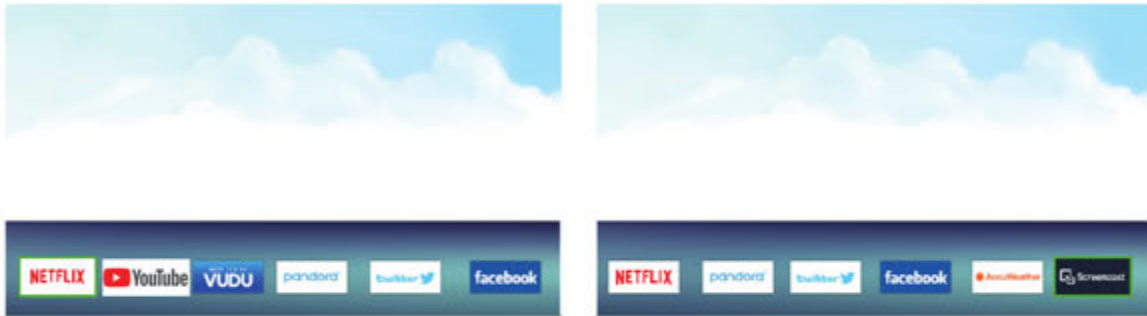 NETFLIX YouTube VUDU pandora twitter facebook
NETFLIX pandora twitter facebook AccuWeather Screencast